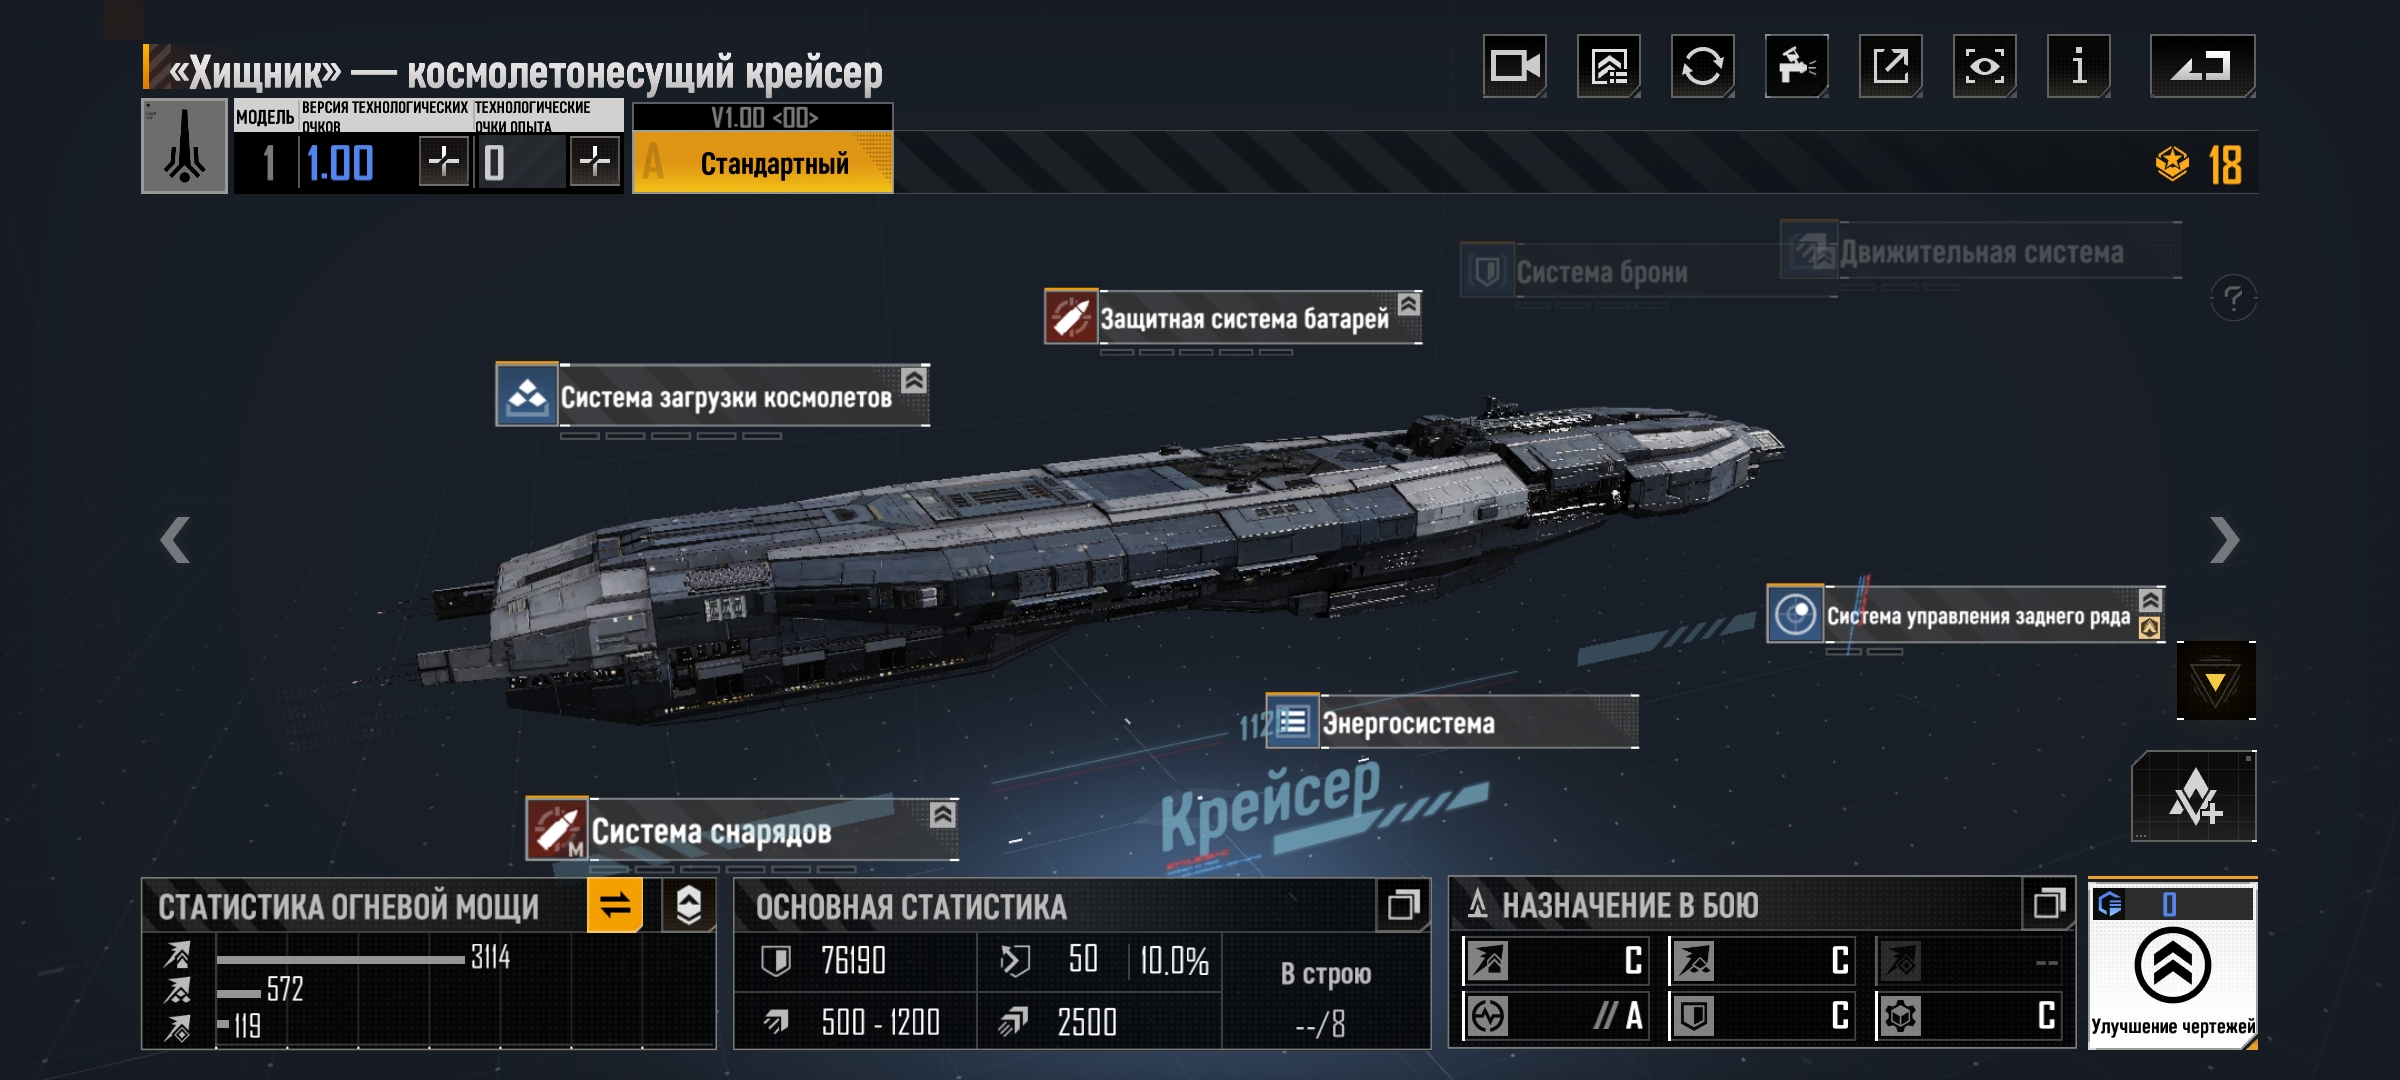 «Хищник» — космолетонесущий крейсер
МОДЕЛЬ
ВЕРСИЯ ТЕХНОЛОГИЧЕСКИХ
ОЧКОВ
ТЕХНОЛОГИЧЕСКИЕ
ОЧКИ ОПЫТА
1
1.00
0
V1.00 <00>
A
Стандартный
18
Движительная система
Система брони
Защитная система батарей
Система загрузки космолетов
Система управления заднего ряда
112
Энергосистема
Крейсер
Система снарядов
M
СТАТИСТИКА ОГНЕВОЙ МОЩИ
3114
572
119
ОСНОВНАЯ СТАТИСТИКА
76190
50
10.0%
500 - 1200
2500
В строю
--/8
НАЗНАЧЕНИЕ В БОЮ
C
C
--
// A
C
C
0
Улучшение чертежей